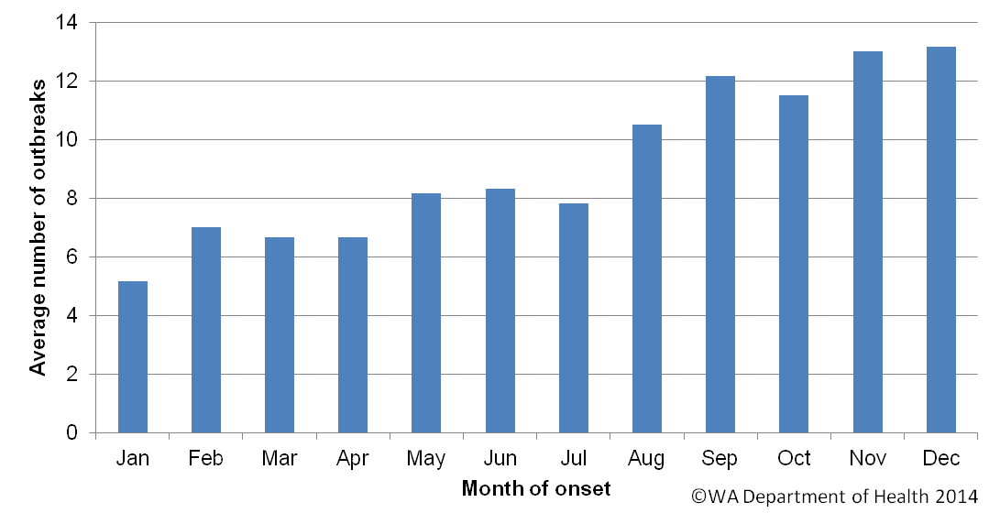 Average number of outbreaks
14
12
10
8
6
4
2
0
Jan Feb Mar Apr May Jun Jul Aug Sep Oct Nov Dec
Month of onset
©WA Department of Health 2014